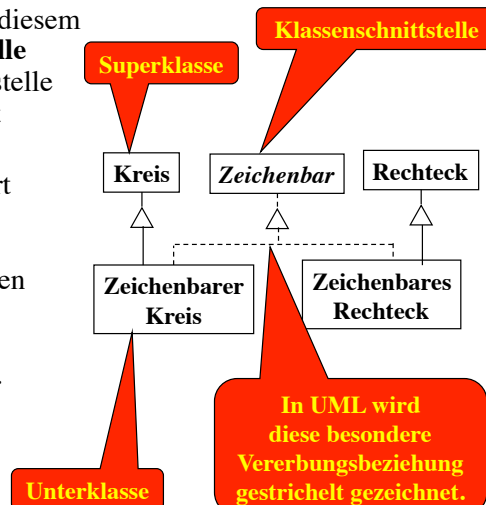 diesem
lle
stelle
rt
en
Klassenschnittstelle
Superklasse
Kreis
Zeichenbar
Rechteck
Zeichenbarer
Kreis
Zeichenbares
Rechteck
In UML wird
diese besondere
Vererbungsbeziehung
gestrichelt gezeichnet.
Unterklasse